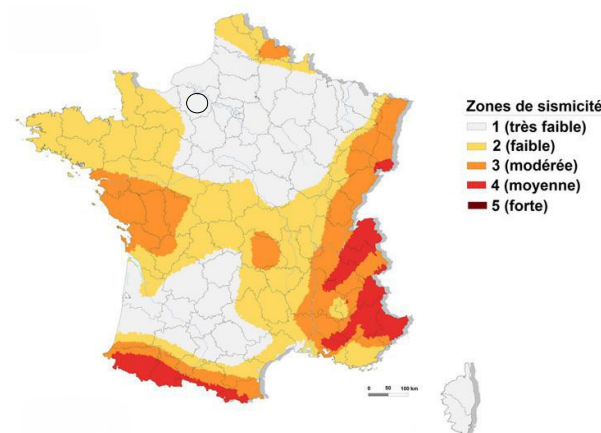 Zones de sismicité
1 (très faible)
2 (faible)
3 (modérée)
4 (moyenne)
5 (forte)
0 50 100 km